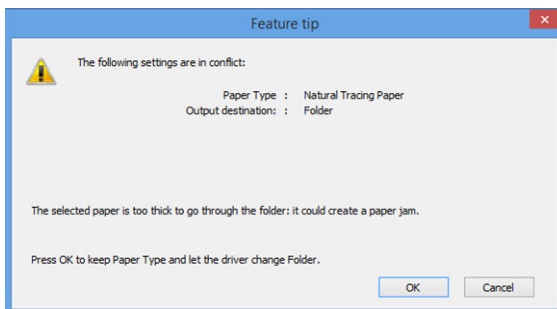 Feature tip
The following settings are in conflict:
Paper Type : Natural Tracing Paper
Output destination: : Folder
The selected paper is too thick to go through the folder: it could create a paper jam.
Press OK to keep Paper Type and let the driver change Folder.
OK Cancel